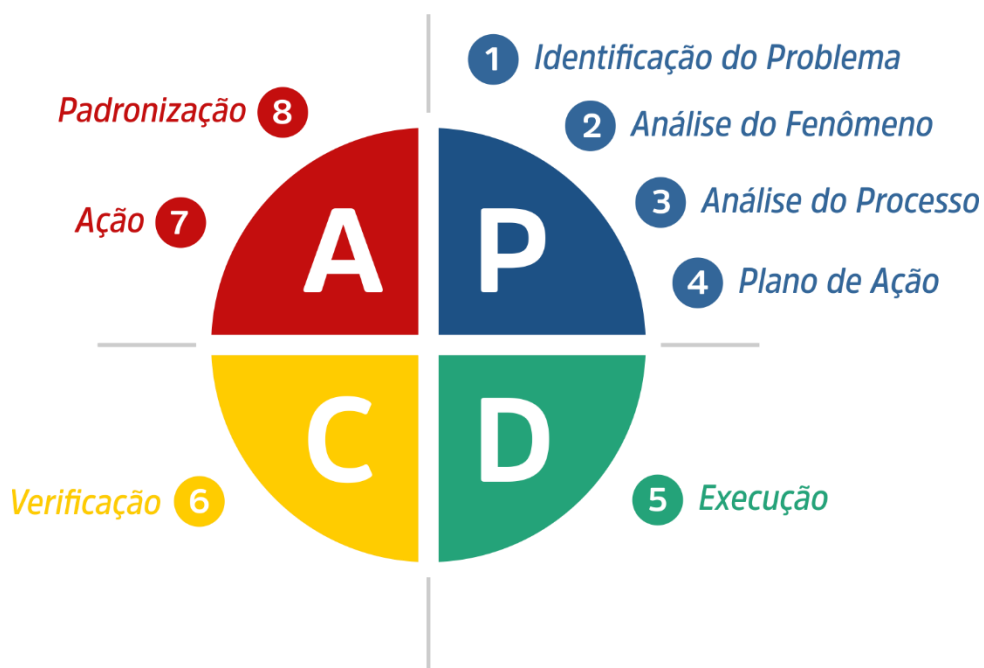 1 Identificação do Problema
2 Análise do Fenômeno
3 Análise do Processo
4 Plano de Ação
P
D
5 Execução
C
Verificação 6
A
Ação 7
Padronização 8